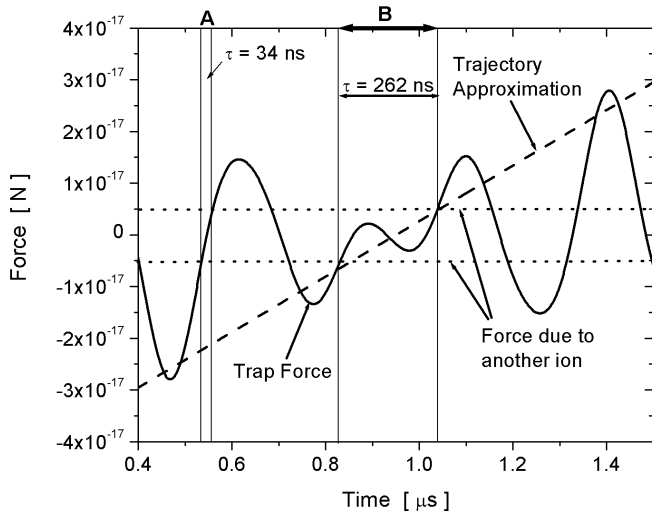 A
B
4x10⁻¹⁷
3x10⁻¹⁷
2x10⁻¹⁷
1x10⁻¹⁷
0
-1x10⁻¹⁷
-2x10⁻¹⁷
-3x10⁻¹⁷
-4x10⁻¹⁷
Force [ N ]
τ = 34 ns
τ = 262 ns
Trajectory
Approximation
Trap Force
Force due to
another ion
0.4 0.6 0.8 1.0 1.2 1.4
Time [ µs ]